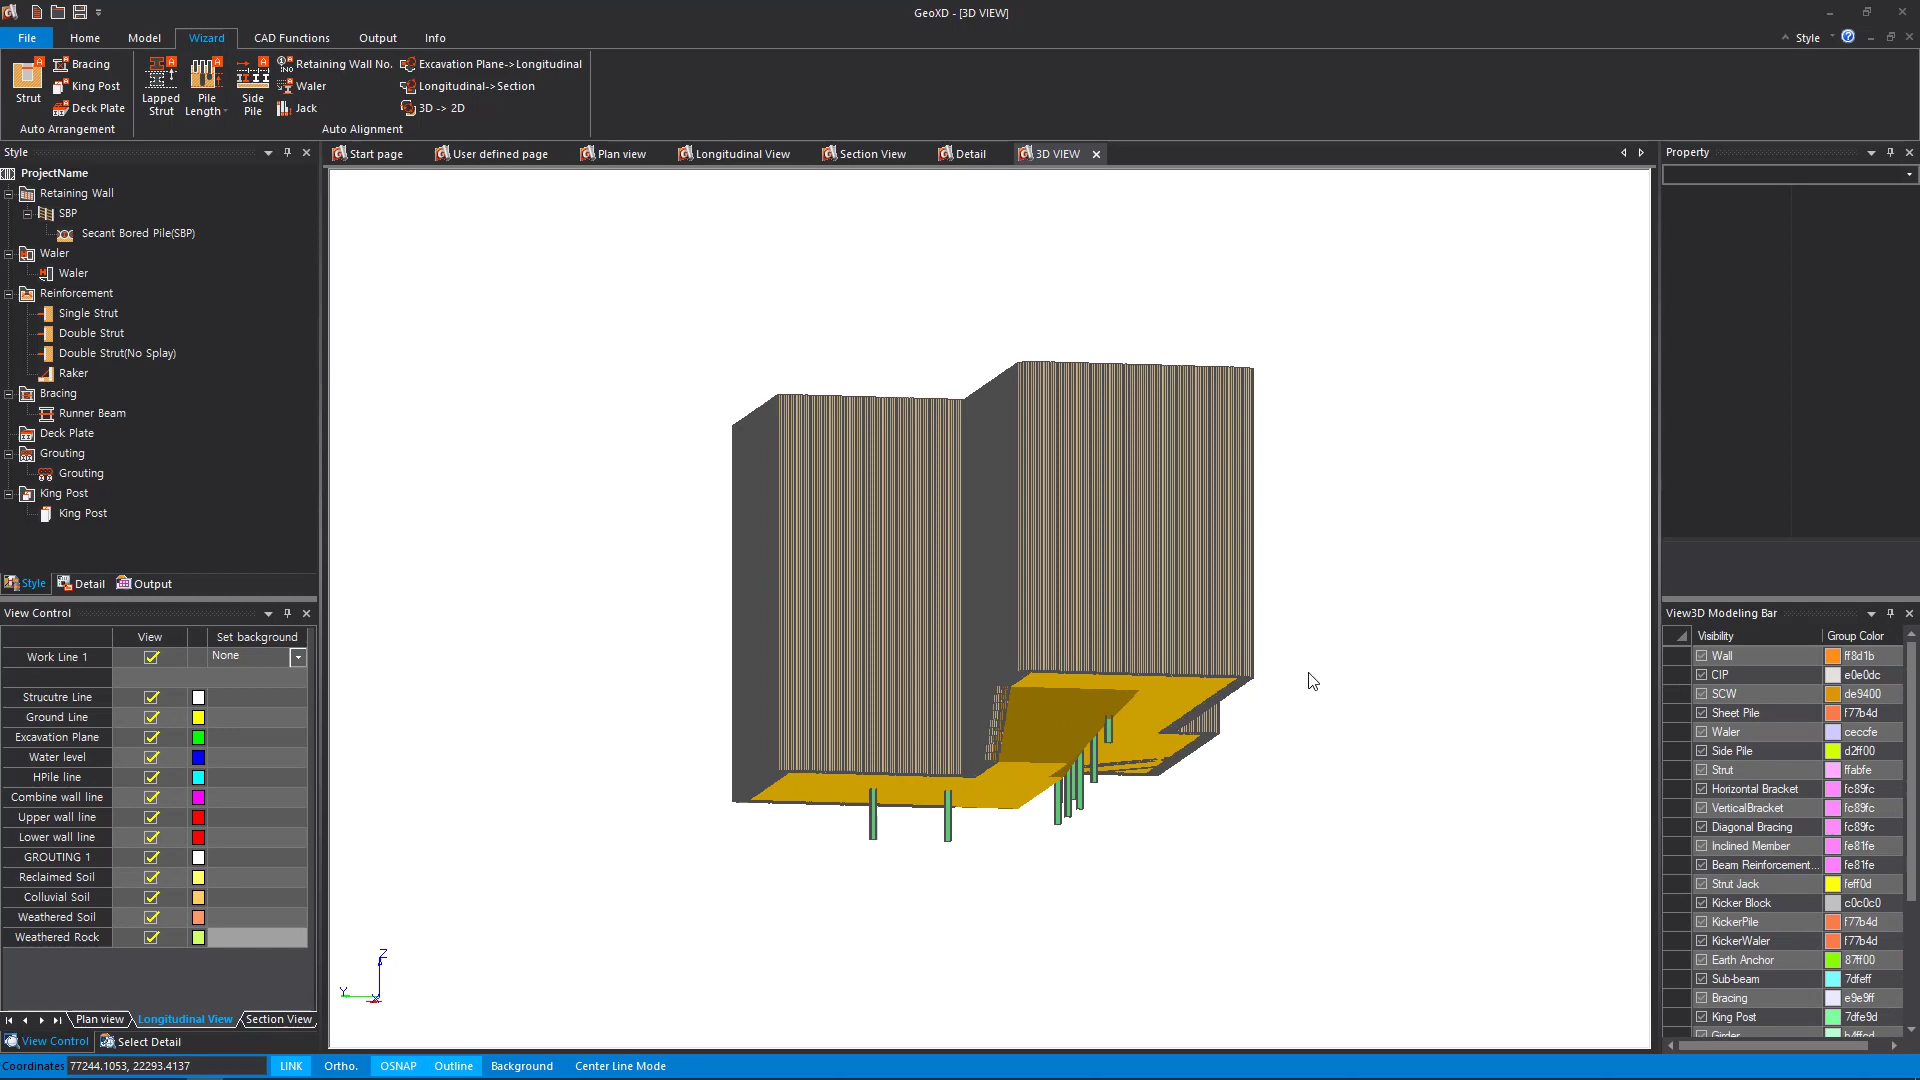 GeoXD - [3D VIEW]
File Home Model Wizard CAD Functions Output Info
Style
Strut
Bracing
King Post
Deck Plate
Auto Arrangement
Lapped Strut
Pile Length
Side Pile
Retaining Wall No.
Waler
Jack
Excavation Plane->Longitudinal
Longitudinal->Section
3D -> 2D
Auto Alignment
Style
ProjectName
Retaining Wall
SBP
Secant Bored Pile(SBP)
Waler
Waler
Reinforcement
Single Strut
Double Strut
Double Strut(No Splay)
Raker
Bracing
Runner Beam
Deck Plate
Grouting
Grouting
King Post
King Post
Style Detail Output
Start page User defined page Plan view Longitudinal View Section View Detail 3D VIEW
View Control
View Set background
Work Line 1 None
Strucutre Line
Ground Line
Excavation Plane
Water level
HPile line
Combine wall line
Upper wall line
Lower wall line
GROUTING 1
Reclaimed Soil
Colluvial Soil
Weathered Soil
Weathered Rock
Plan view Longitudinal View Section View
View Control Select Detail
Z
Y
X
Property
View3D Modeling Bar
Visibility Group Color
Wall ff8d1b
CIP e0e0dc
SCW de9400
Sheet Pile f77b4d
Waler ceccfe
Side Pile d2ff00
Strut ffabfe
Horizontal Bracket fc89fc
VerticalBracket fc89fc
Diagonal Bracing fc89fc
Inclined Member fe81fe
Beam Reinforcement... fe81fe
Strut Jack feff0d
Kicker Block c0c0c0
KickerPile f77b4d
KickerWaler f77b4d
Earth Anchor 87ff00
Sub-beam 7dfeff
Bracing e9e9ff
King Post 7dfe9d
Girder b4ffcd
Coordinates 77244.1053, 22293.4137 LINK Ortho. OSNAP Outline Background Center Line Mode